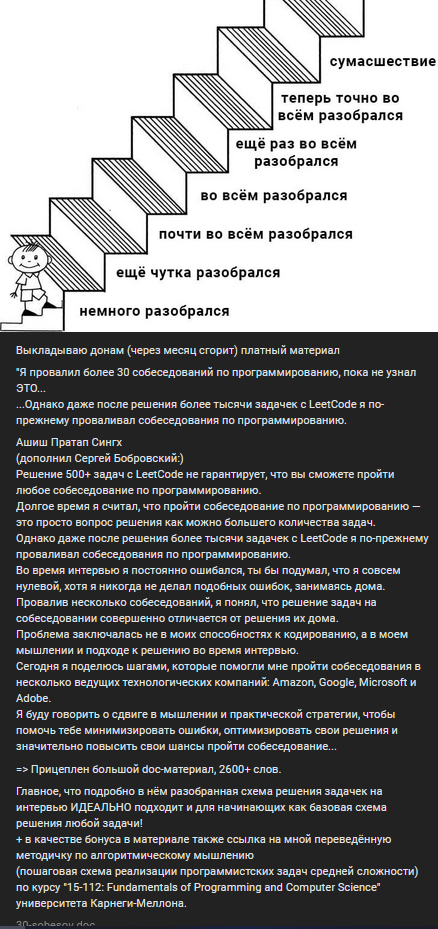 сумасшествие
теперь точно во
всём разобрался
ещё раз во всём
разобрался
во всём разобрался
почти во всём разобрался
ещё чутка разобрался
немного разобрался
Выкладываю донам (через месяц сгорит) платный материал
"Я провалил более 30 собеседований по программированию, пока не узнал
ЭТО...
...Однако даже после решения более тысячи задачек с LeetCode я по-
прежнему проваливал собеседования по программированию.
Ашиш Пратап Сингх
(дополнил Сергей Бобровский:)
Решение 500+ задач с LeetCode не гарантирует, что вы сможете пройти
любое собеседование по программированию.
Долгое время я считал, что пройти собеседование по программированию —
это просто вопрос решения как можно большего количества задач.
Однако даже после решения более тысячи задачек с LeetCode я по-прежнему
проваливал собеседования по программированию.
Во время интервью я постоянно ошибался, ты бы подумал, что я совсем
нулевой, хотя я никогда не делал подобных ошибок, занимаясь дома.
Провалив несколько собеседований, я понял, что решение задач на
собеседовании совершенно отличается от решения их дома.
Проблема заключалась не в моих способностях к кодированию, а в моем
мышлении и подходе к решению во время интервью.
Сегодня я поделюсь шагами, которые помогли мне пройти собеседования в
несколько ведущих технологических компаний: Amazon, Google, Microsoft и
Adobe.
Я буду говорить о сдвиге в мышлении и практической стратегии, чтобы
помочь тебе минимизировать ошибки, оптимизировать свои решения и
значительно повысить свои шансы пройти собеседование...
=> Прицеплен большой doc-материал, 2600+ слов.
Главное, что подробно в нём разобранная схема решения задачек на
интервью ИДЕАЛЬНО подходит и для начинающих как базовая схема
решения любой задачи!
+ в качестве бонуса в материале также ссылка на мной переведённую
методичку по алгоритмическому мышлению
(пошаговая схема реализации программистских задач средней сложности)
по курсу "15-112: Fundamentals of Programming and Computer Science"
университета Карнеги-Меллона.
30-sobesov.doc